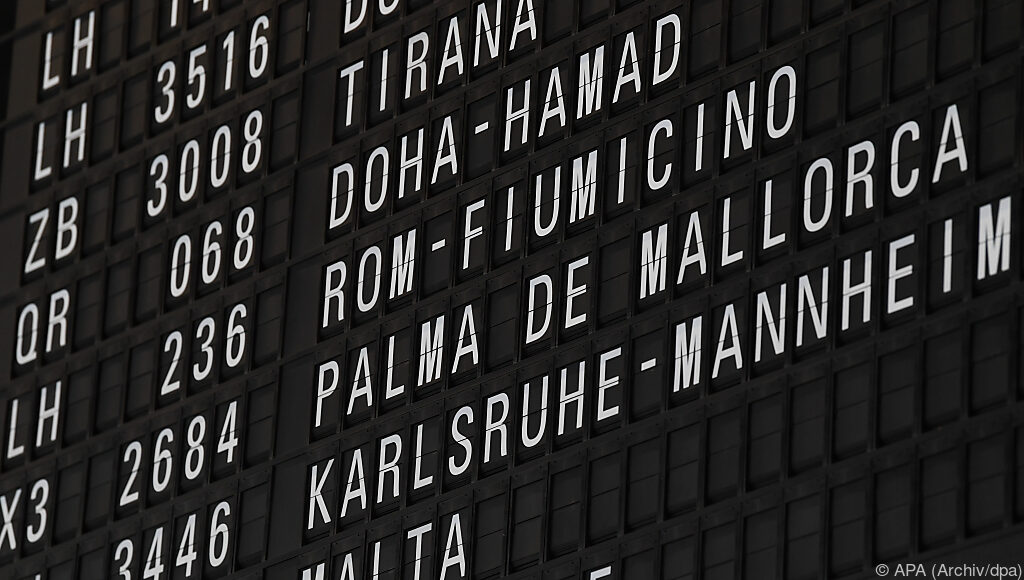 LH
LH 3516 DO
ZB 3008 TIRANA
QR 068 DOHA-HAMAD
LH 236 ROM-FIUMICINO
X3 2684 PALMA DE MALLORCA
3446 KARLSRUHE-MANNHEIM
MALTA
© APA (Archiv/dpa)